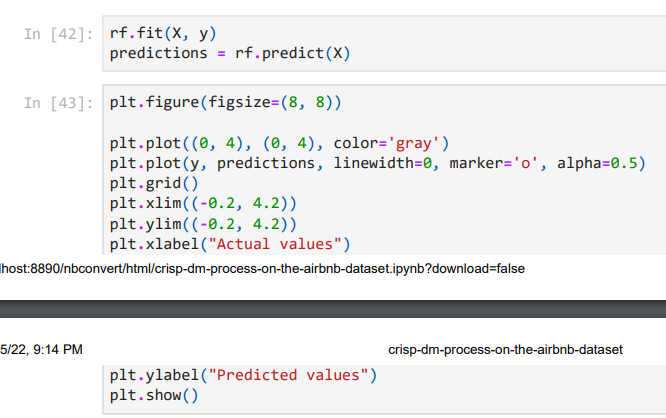 In [42]: rf.fit(X, y)
predictions = rf.predict(X)
In [43]: plt.figure(figsize=(8, 8))
plt.plot((0, 4), (0, 4), color='gray')
plt.plot(y, predictions, linewidth=0, marker='o', alpha=0.5)
plt.grid()
plt.xlim((-0.2, 4.2))
plt.ylim((-0.2, 4.2))
plt.xlabel("Actual values")
lhost:8890/nbconvert/html/crisp-dm-process-on-the-airbnb-dataset.ipynb?download=false
5/22, 9:14 PM crisp-dm-process-on-the-airbnb-dataset
plt.ylabel("Predicted values")
plt.show()